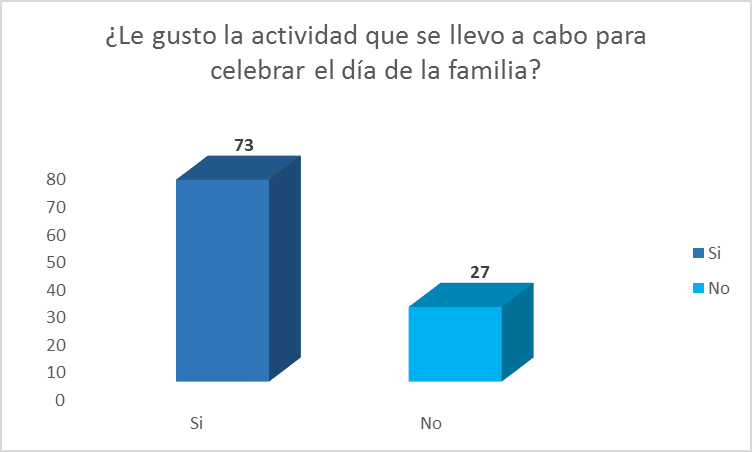 ¿Le gusto la actividad que se llevo a cabo para
celebrar el día de la familia?
73
80
70
60
27
50
40
30
20
10
0
Si
No
Si
No